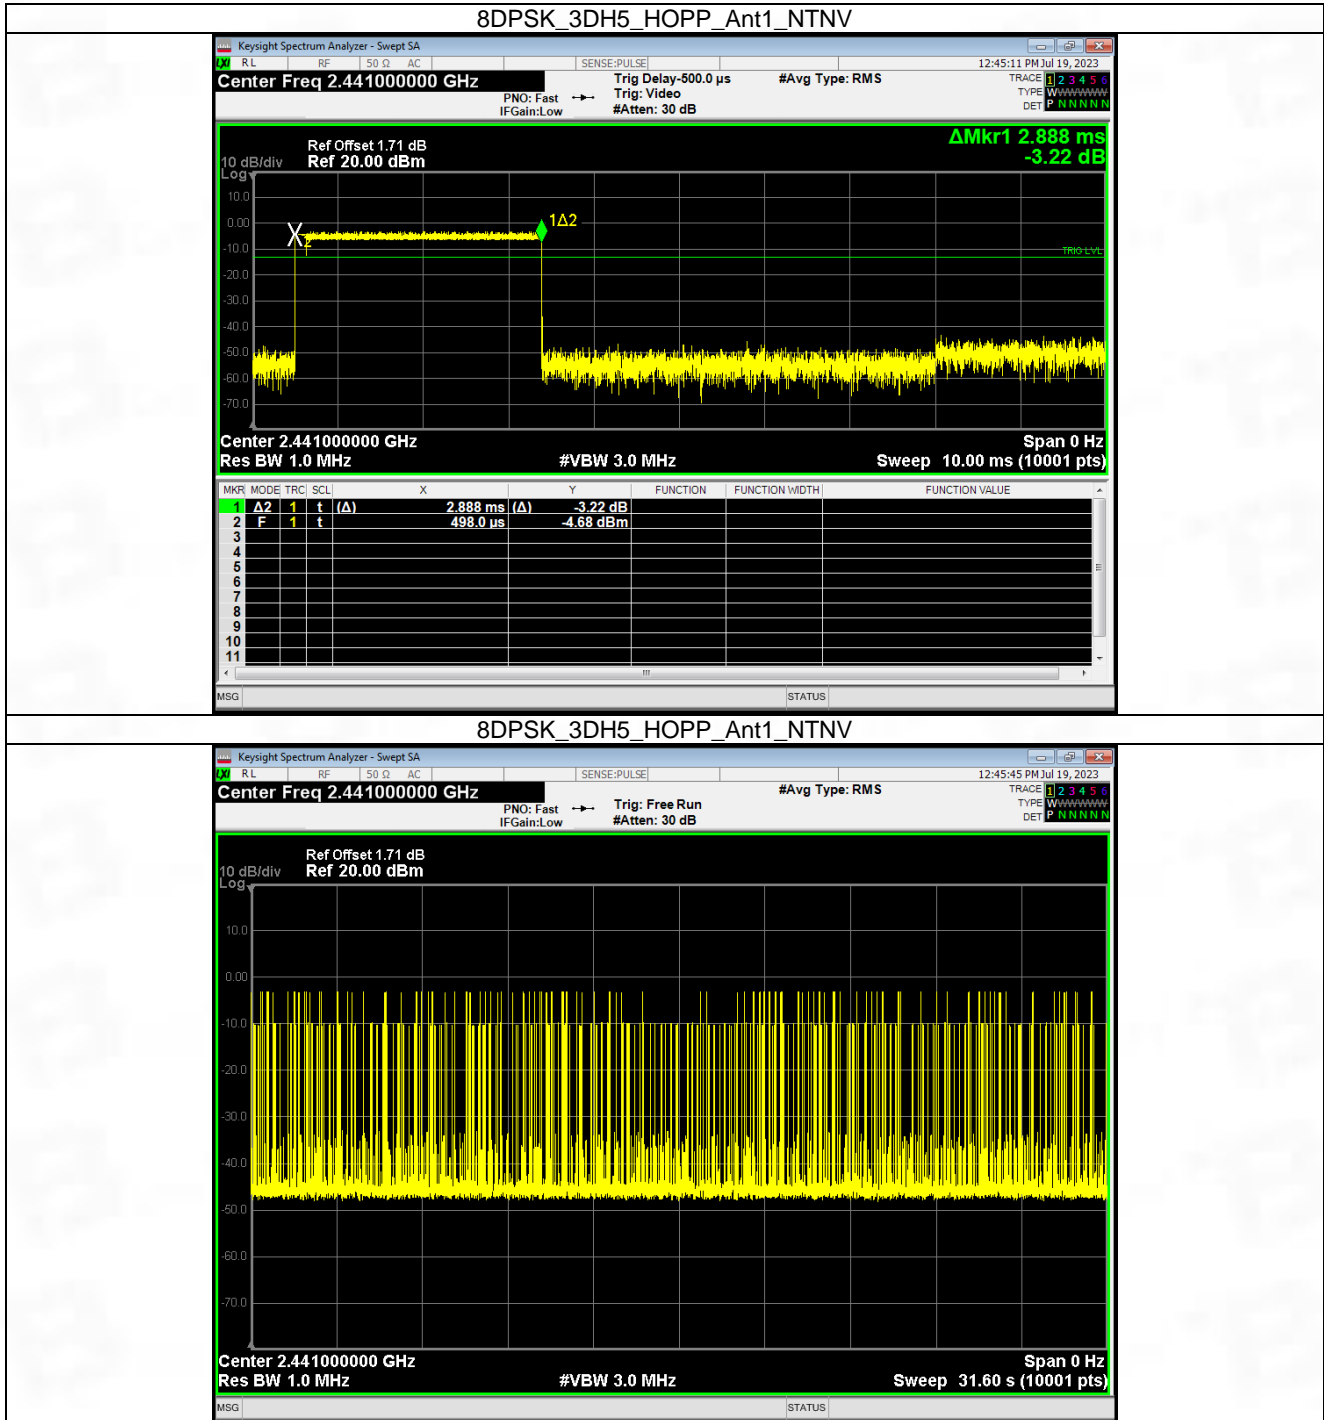 8DPSK_3DH5_HOPP_Ant1_NTNV
Keysight Spectrum Analyzer - Swept SA
LXI RL RF 50 Ω AC SENSE:PULSE 12:45:11 PM Jul 19, 2023
Center Freq 2.441000000 GHz
PNO: Fast
IFGain:Low
Trig Delay-500.0 µs
Trig: Video
#Atten: 30 dB
#Avg Type: RMS
TRACE 1 2 3 4 5 6
TYPE WWWWWW
DET P N N N N N
ΔMkr1 2.888 ms
-3.22 dB
Ref Offset 1.71 dB
10 dB/div Ref 20.00 dBm
Log
10.0
0.00
-10.0
-20.0
-30.0
-40.0
-50.0
-60.0
-70.0
X
2
1Δ2
TRIG LVL
Center 2.441000000 GHz Span 0 Hz
Res BW 1.0 MHz #VBW 3.0 MHz Sweep 10.00 ms (10001 pts)
MKR MODE TRC SCL X Y FUNCTION FUNCTION WIDTH FUNCTION VALUE
1 Δ2 1 t (Δ) 2.888 ms (Δ) -3.22 dB
2 F 1 t 498.0 µs -4.68 dBm
3
4
5
6
7
8
9
10
11
MSG STATUS
8DPSK_3DH5_HOPP_Ant1_NTNV
Keysight Spectrum Analyzer - Swept SA
LXI RL RF 50 Ω AC SENSE:PULSE 12:45:45 PM Jul 19, 2023
Center Freq 2.441000000 GHz
PNO: Fast
IFGain:Low
Trig: Free Run
#Atten: 30 dB
#Avg Type: RMS
TRACE 1 2 3 4 5 6
TYPE WWWWWW
DET P N N N N N
Ref Offset 1.71 dB
10 dB/div Ref 20.00 dBm
Log
10.0
0.00
-10.0
-20.0
-30.0
-40.0
-50.0
-60.0
-70.0
Center 2.441000000 GHz Span 0 Hz
Res BW 1.0 MHz #VBW 3.0 MHz Sweep 31.60 s (10001 pts)
MSG STATUS